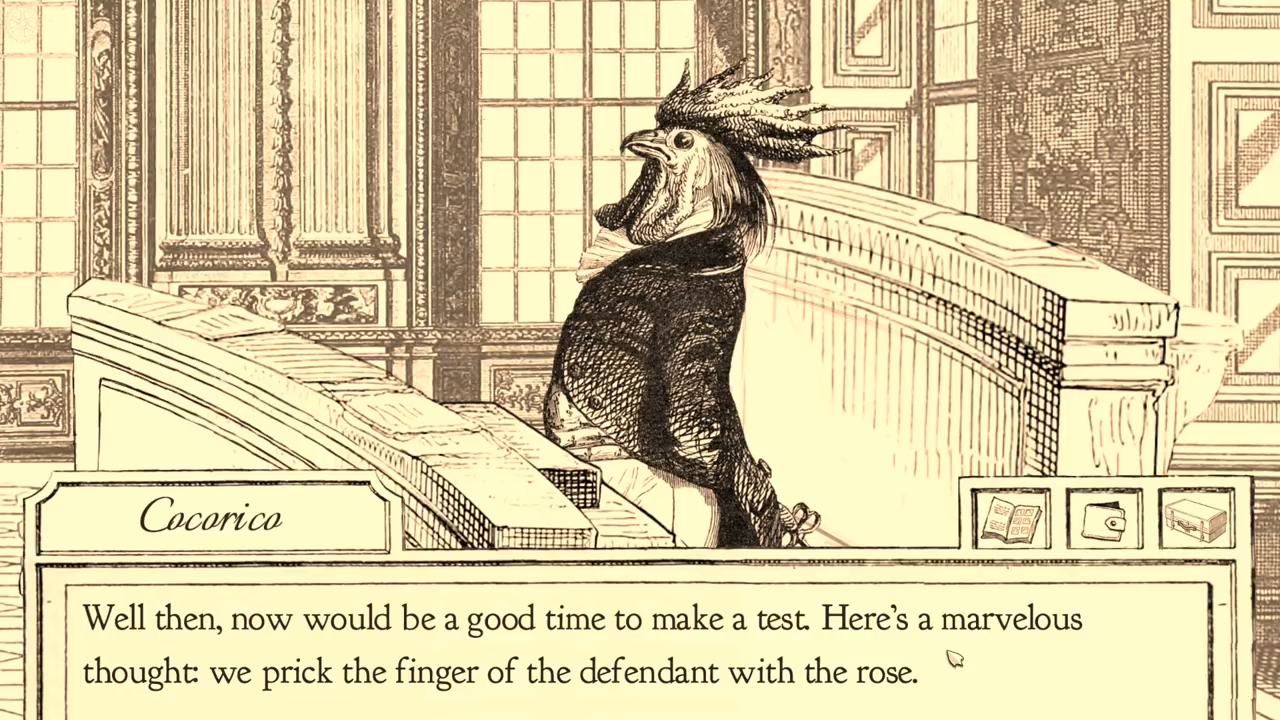 Cocorico
Well then, now would be a good time to make a test. Here's a marvelous
thought: we prick the finger of the defendant with the rose.